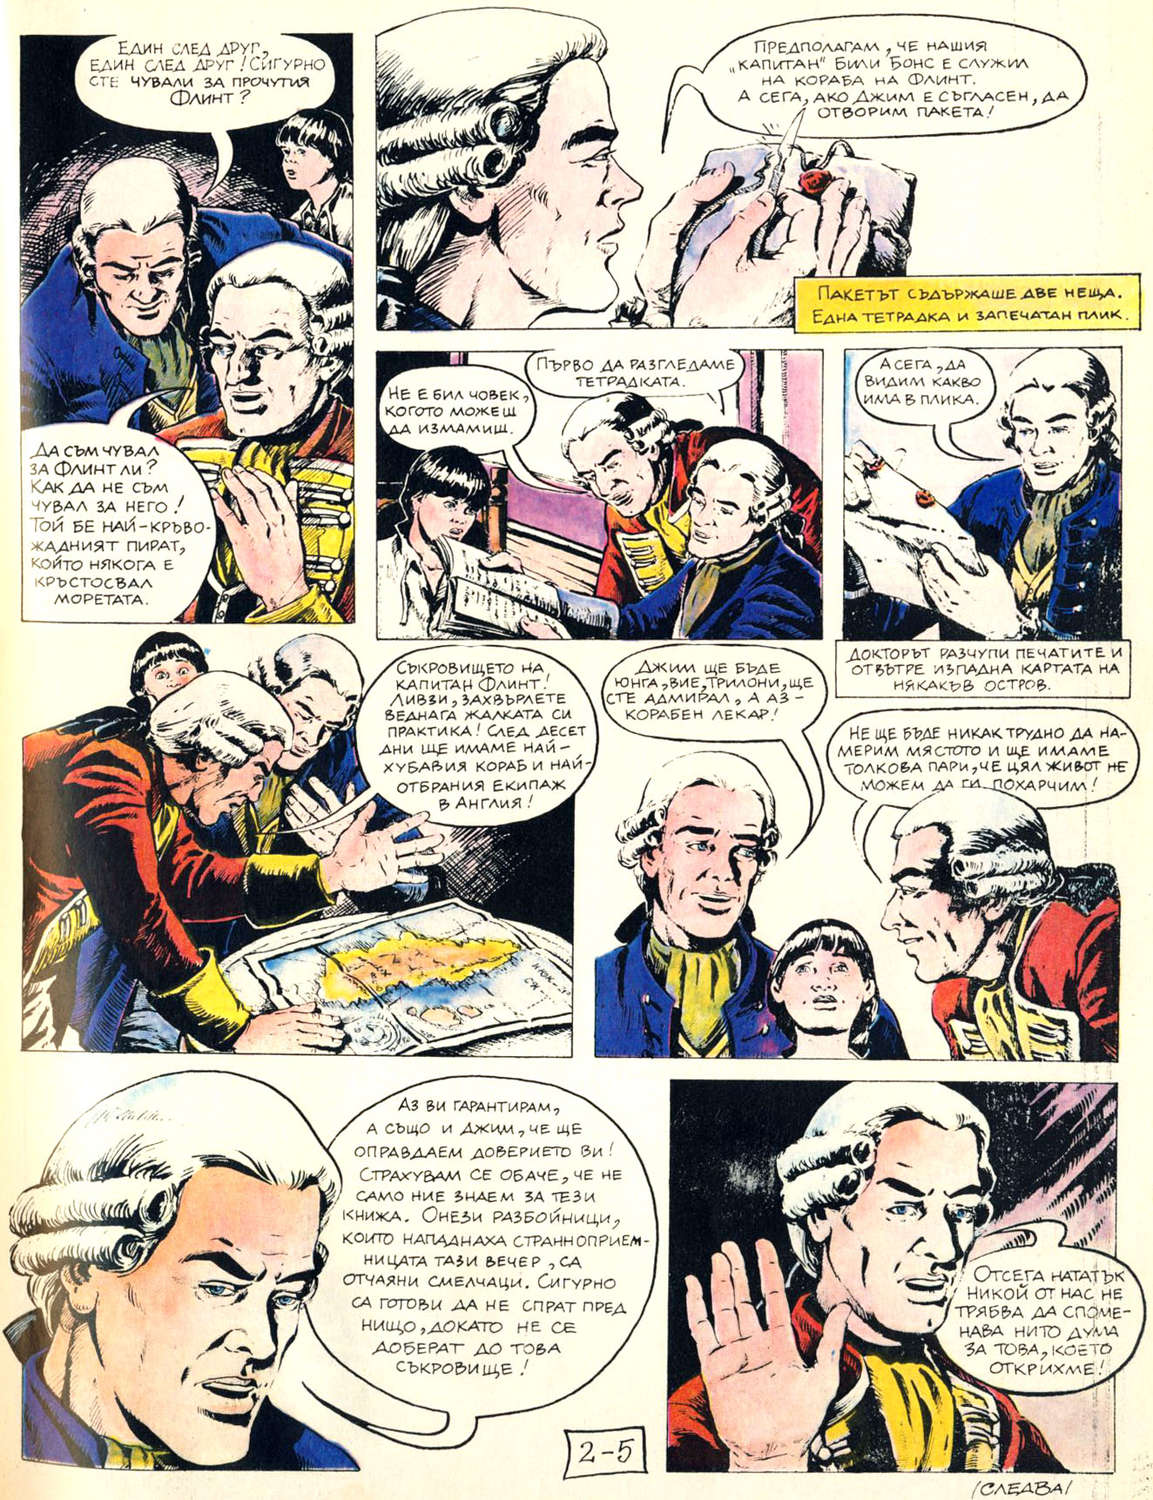 ЕДИН СЛЕД ДРУГ,
ЕДИН СЛЕД ДРУГ! СИГУРНО
СТЕ ЧУВАЛИ ЗА ПРОЧУТИЯ
ФЛИНТ?
ДА СЪМ ЧУВАЛ
ЗА ФЛИНТ ЛИ?
КАК ДА НЕ СЪМ
ЧУВАЛ ЗА НЕГО!
ТОЙ БЕ НАЙ-КРЪВО-
ЖАДНИЯТ ПИРАТ,
КОЙТО НЯКОГА Е
КРЪСТОСВАЛ
МОРЕТАТА.
ПРЕДПОЛАГАМ, ЧЕ НАШИЯ
„КАПИТАН" БИЛИ БОНС Е СЛУЖИЛ
НА КОРАБА НА ФЛИНТ.
А СЕГА, АКО ДЖИМ Е СЪГЛАСЕН, ДА
ОТВОРИМ ПАКЕТА!
ПАКЕТЪТ СЪДЪРЖАШЕ ДВЕ НЕЩА.
ЕДНА ТЕТРАДКА И ЗАПЕЧАТАН ПЛИК.
ПЪРВО ДА РАЗГЛЕДАМЕ
ТЕТРАДКАТА.
НЕ Е БИЛ ЧОВЕК,
КОГОТО МОЖЕШ
ДА ИЗМАМИШ.
А СЕГА, ДА
ВИДИМ КАКВО
ИМА В ПЛИКА.
ДОКТОРЪТ РАЗЧУПИ ПЕЧАТИТЕ И
ОТВЪТРЕ ИЗПАДНА КАРТАТА НА
НЯКАКЪВ ОСТРОВ.
СЪКРОВИЩЕТО НА
КАПИТАН ФЛИНТ!
ЛИВЗИ, ЗАХВЪРЛЕТЕ
ВЕДНАГА ЖАЛКАТА СИ
ПРАКТИКА! СЛЕД ДЕСЕТ
ДНИ ЩЕ ИМАМЕ НАЙ-
ХУБАВИЯ КОРАБ И НАЙ-
ОТБРАНИЯ ЕКИПАЖ
В АНГЛИЯ!
ДЖИМ ЩЕ БЪДЕ
ЮНГА, ВИЕ, ТРИЛОНИ, ЩЕ
СТЕ АДМИРАЛ, А АЗ-
КОРАБЕН ЛЕКАР!
НЕ ЩЕ БЪДЕ НИКАК ТРУДНО ДА НА-
МЕРИМ МЯСТОТО И ЩЕ ИМАМЕ
ТОЛКОВА ПАРИ, ЧЕ ЦЯЛ ЖИВОТ НЕ
МОЖЕМ ДА ГИ ПОХАРЧИМ!
АЗ ВИ ГАРАНТИРАМ,
А СЪЩО И ДЖИМ, ЧЕ ЩЕ
ОПРАВДАЕМ ДОВЕРИЕТО ВИ!
СТРАХУВАМ СЕ ОБАЧЕ, ЧЕ НЕ
САМО НИЕ ЗНАЕМ ЗА ТЕЗИ
КНИЖА. ОНЕЗИ РАЗБОЙНИЦИ,
КОИТО НАПАДНАХА СТРАННОПРИЕМ-
НИЦАТА ТАЗИ ВЕЧЕР, СА
ОТЧАЯНИ СМЕЛЧАЦИ. СИГУРНО
СА ГОТОВИ ДА НЕ СПРАТ ПРЕД
НИЩО, ДОКАТО НЕ СЕ
ДОБЕРАТ ДО ТОВА
СЪКРОВИЩЕ!
ОТСЕГА НАТАТЪК
НИКОЙ ОТ НАС НЕ
ТРЯБВА ДА СПОМЕ-
НАВА НИТО ДУМА
ЗА ТОВА, КОЕТО
ОТКРИХМЕ!
2-5
/СЛЕДВА/